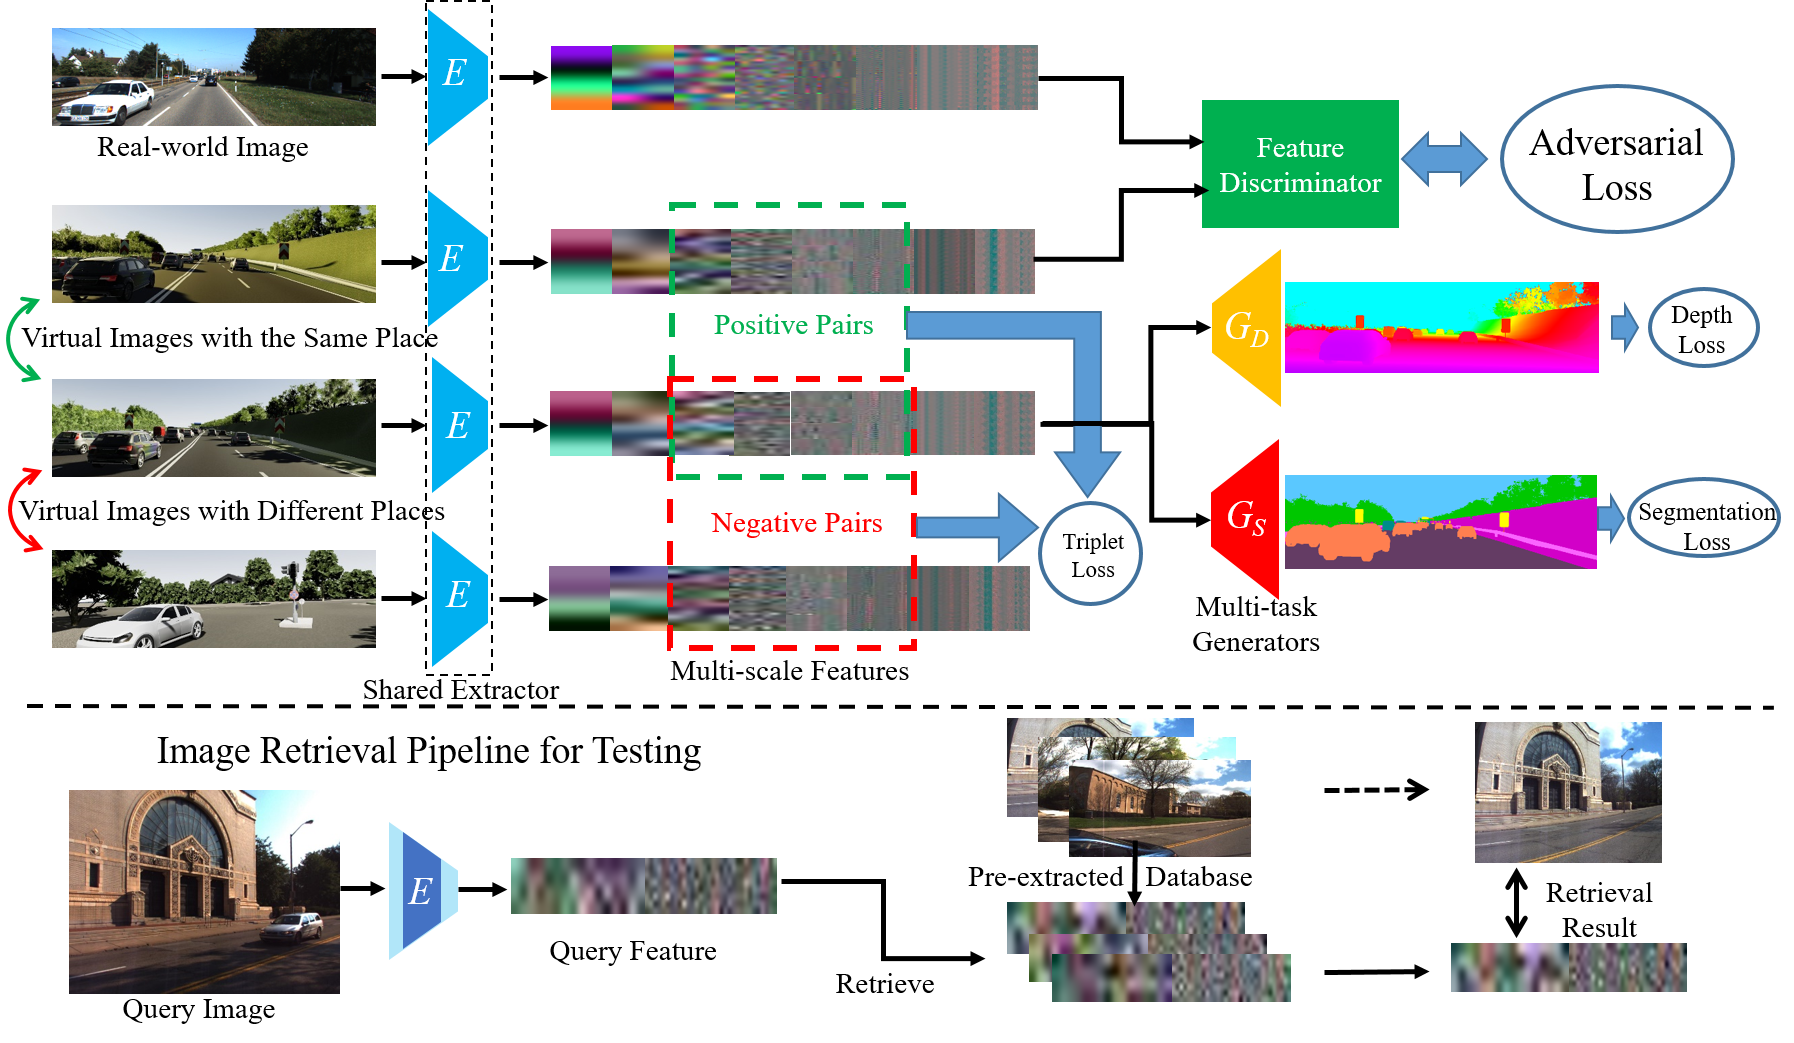 E
Real-world Image
Feature
Discriminator
Adversarial
Loss
E
Virtual Images with the Same Place
Positive Pairs
G_D
Depth
Loss
E
Virtual Images with Different Places
Negative Pairs
Triplet
Loss
G_S
Segmentation
Loss
E
Multi-task
Generators
Multi-scale Features
Shared Extractor
Image Retrieval Pipeline for Testing
E
Query Image
Query Feature
Retrieve
Pre-extracted Database
Retrieval
Result